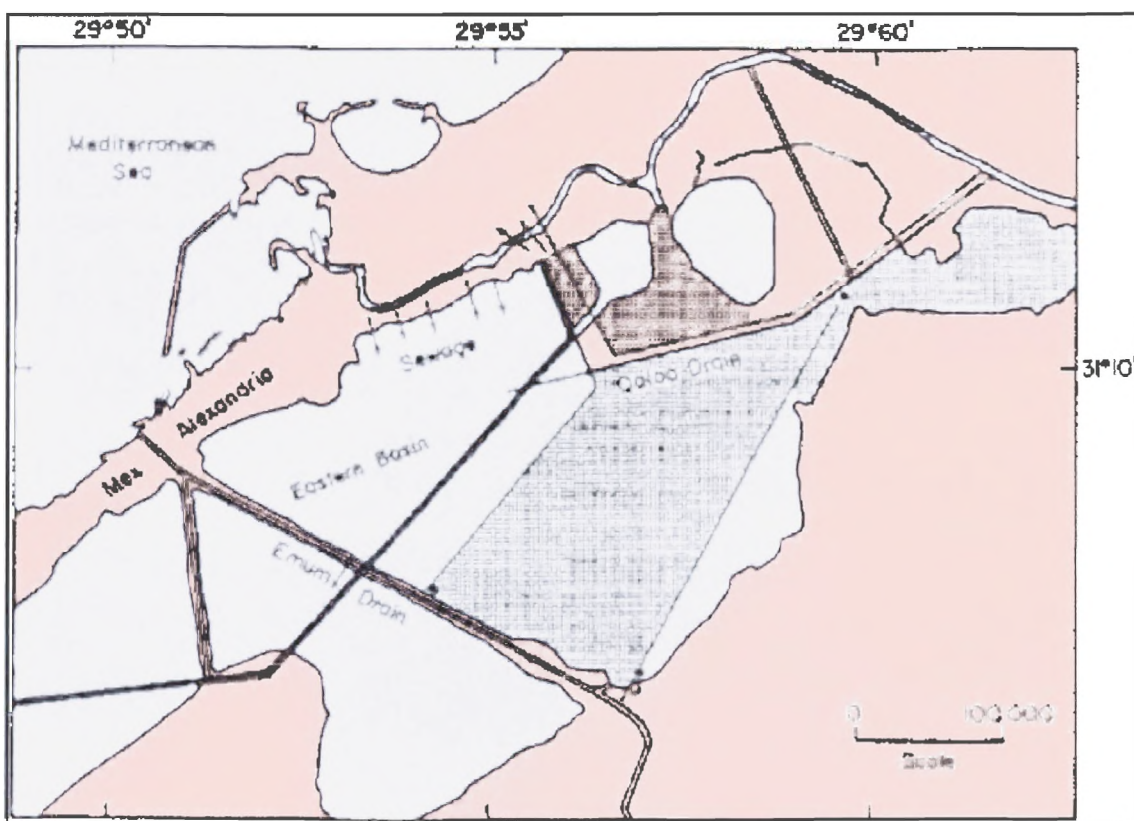 29°50'
29°55'
29°60'
Mediterranean
Sea
Sewage
31°10'
Drain
Alexandria
Mex
Eastern Basin
Emum
Drain
0
Scale